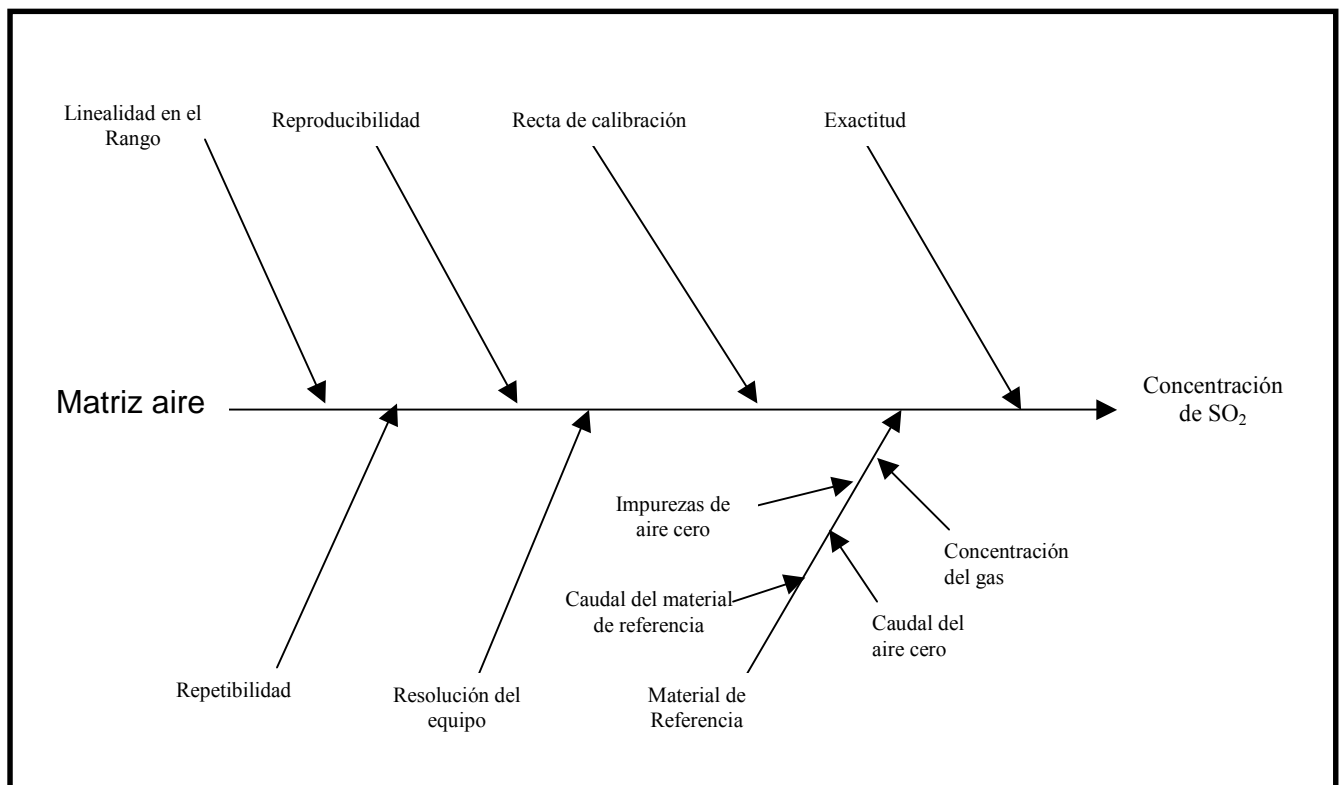 Linealidad en el
Rango
Reproducibilidad
Recta de calibración
Exactitud
Matriz aire
Concentración
de SO₂
Impurezas de
aire cero
Concentración
del gas
Caudal del material
de referencia
Caudal del
aire cero
Repetibilidad
Resolución del
equipo
Material de
Referencia